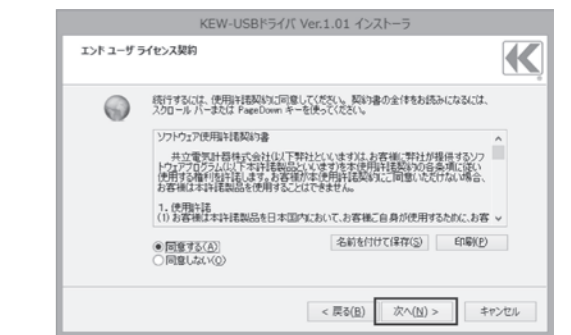 KEW-USBドライバ Ver.1.01 インストーラ
エンド ユーザ ライセンス契約
続行するには、使用許諾契約に同意してください。契約書の全体をお読みになるには、
スクロール バーまたは PageDown キーを使ってください。
ソフトウェア使用許諾契約書
共立電気計器株式会社(以下弊社といいます)は、お客様に弊社が提供するソフ
トウェアプログラム(以下本許諾製品といいます)を本使用許諾契約の各条項に従い
使用する権利を許諾します。お客様が本使用許諾契約にご同意いただけない場合、
お客様は本許諾製品を使用することはできません。
1. 使用許諾
(1) お客様は本許諾製品を日本国内において、お客様ご自身が使用するために、お客
同意する(A)
同意しない(O)
名前を付けて保存(S)
印刷(P)
< 戻る(B)
次へ(N) >
キャンセル